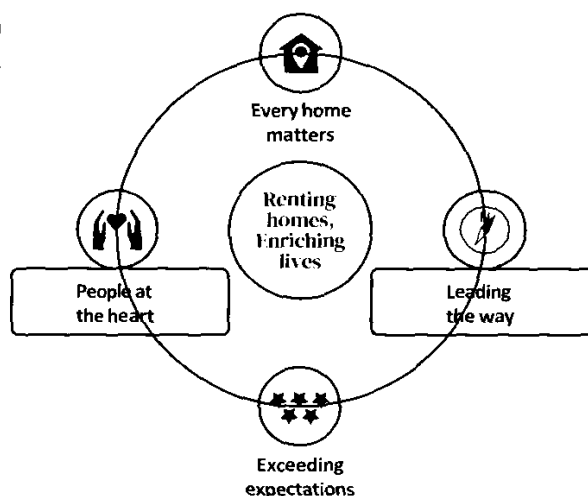 Every home
matters
Renting
homes,
Enriching
lives
People at
the heart
Leading
the way
Exceeding
expectations